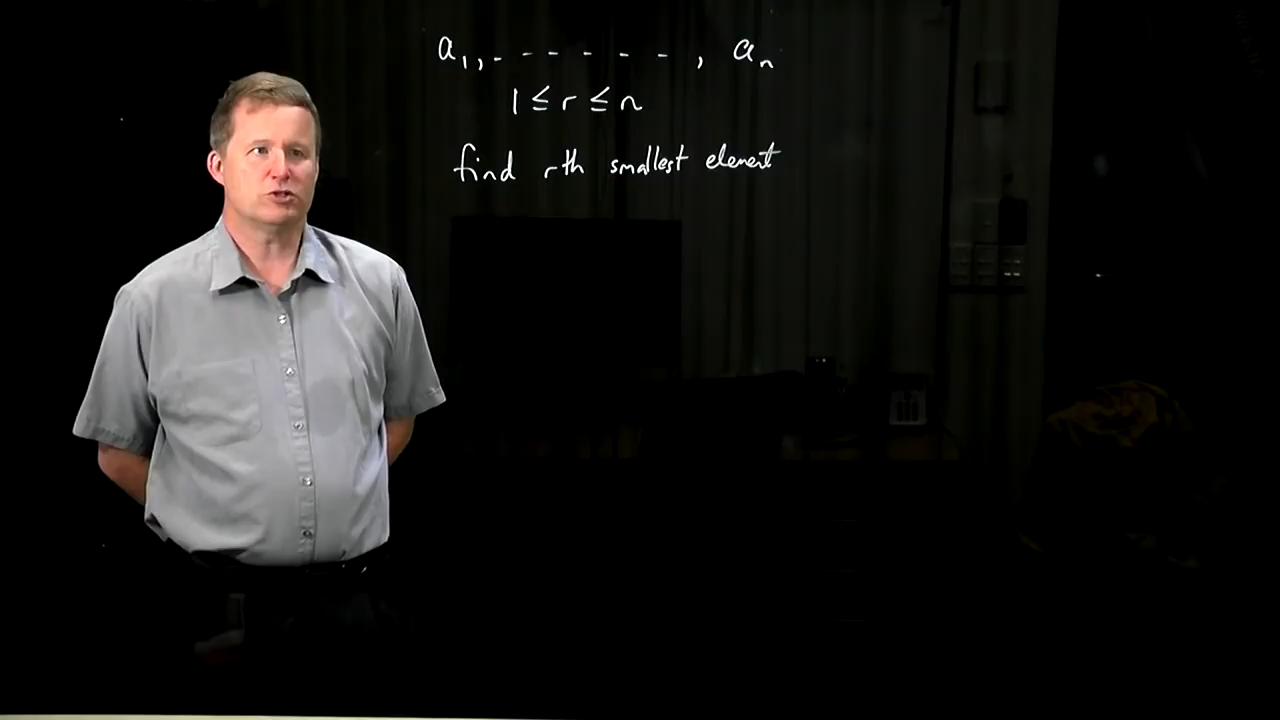 a₁, - - - - - - , aₙ
1 ≤ r ≤ n
find rth smallest element